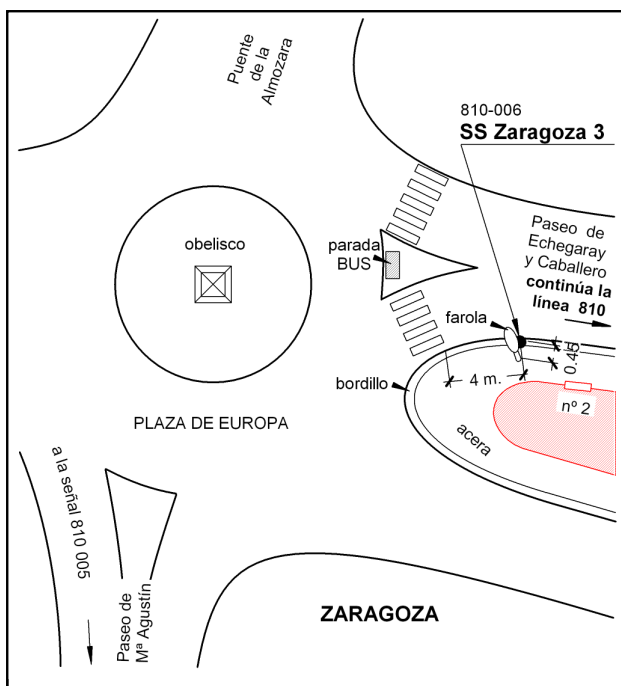 Puente
de la
Almozara
810-006
SS Zaragoza 3
obelisco
parada
BUS
Paseo de
Echegaray
y Caballero
continúa la
línea 810
farola
0.45
4 m.
bordillo
nº 2
acera
PLAZA DE EUROPA
a la señal 810 005
Paseo de
Mª Agustín
ZARAGOZA